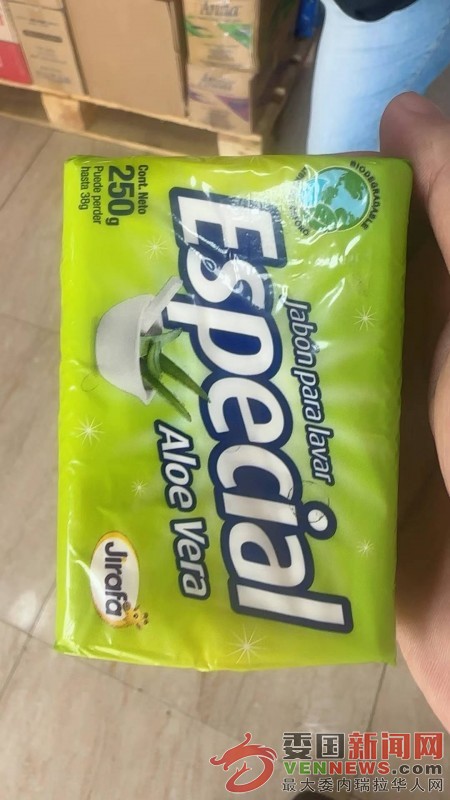 Cont. Neto
250g
Puede perder
hasta 38g
BIODEGRADABLE
Jabón para lavar
Especial
Aloe Vera
Jirafa
委国新闻网
VENNEWS.com
最大委内瑞拉华人网